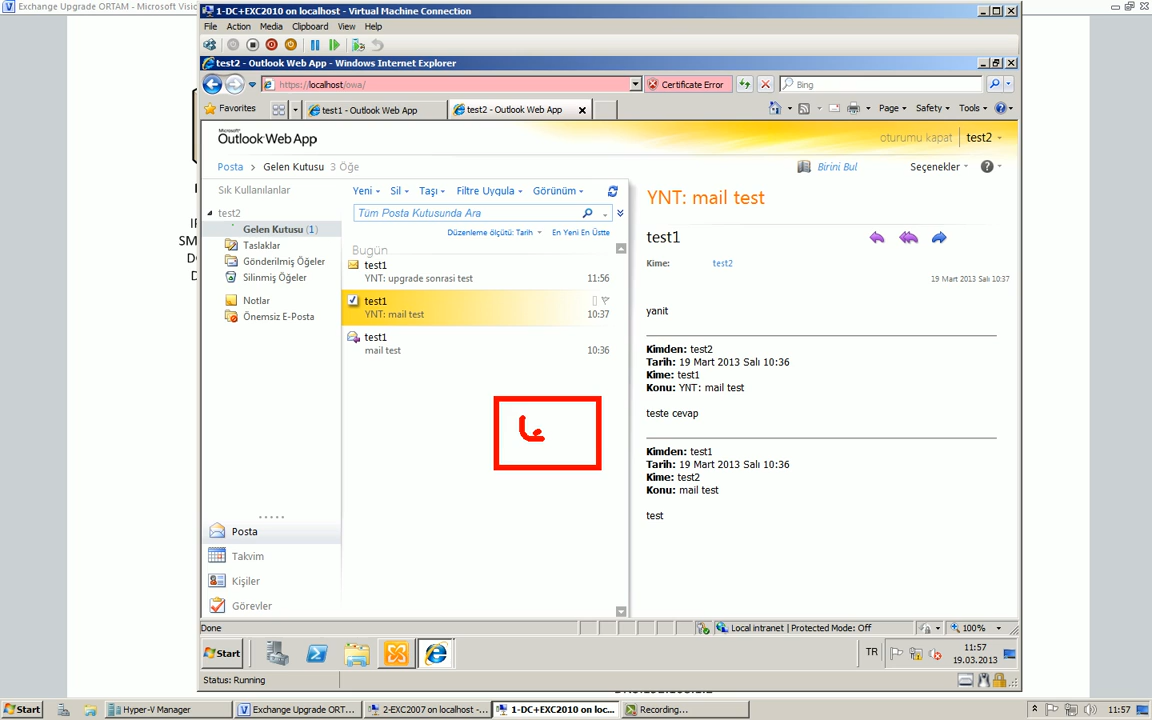 Exchange Upgrade ORTAM - Microsoft Visi
1-DC+EXC2010 on localhost - Virtual Machine Connection
File Action Media Clipboard View Help
test2 - Outlook Web App - Windows Internet Explorer
https://localhost/owa/ Certificate Error Bing
Favorites test1 - Outlook Web App test2 - Outlook Web App Page Safety Tools
Microsoft
Outlook Web App oturumu kapat test2
Posta > Gelen Kutusu 3 Öğe Birini Bul Seçenekler
Sık Kullanılanlar
test2
Gelen Kutusu (1)
Taslaklar
Gönderilmiş Öğeler
Silinmiş Öğeler
Notlar
Önemsiz E-Posta
Posta
Takvim
Kişiler
Görevler
Yeni Sil Taşı Filtre Uygula Görünüm
Tüm Posta Kutusunda Ara
Düzenleme ölçütü: Tarih En Yeni En Üstte
Bugün
test1
YNT: upgrade sonrasi test 11:56
test1
YNT: mail test 10:37
test1
mail test 10:36
YNT: mail test
test1
Kime: test2
19 Mart 2013 Salı 10:37
yanit
Kimden: test2
Tarih: 19 Mart 2013 Salı 10:36
Kime: test1
Konu: YNT: mail test
teste cevap
Kimden: test1
Tarih: 19 Mart 2013 Salı 10:36
Kime: test2
Konu: mail test
test
Done Local intranet | Protected Mode: Off 100%
Start TR 11:57
19.03.2013
Status: Running
Start Hyper-V Manager Exchange Upgrade ORT... 2-EXC2007 on localhost -... 1-DC+EXC2010 on loc... Recording... 11:57